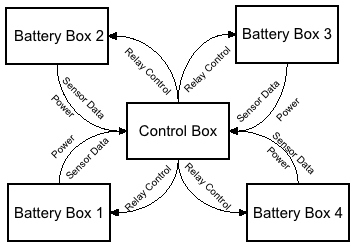 Battery Box 2
Battery Box 3
Relay Control
Relay Control
Sensor Data
Power
Sensor Data
Power
Control Box
Power
Sensor Data
Sensor Data
Power
Relay Control
Relay Control
Battery Box 1
Battery Box 4